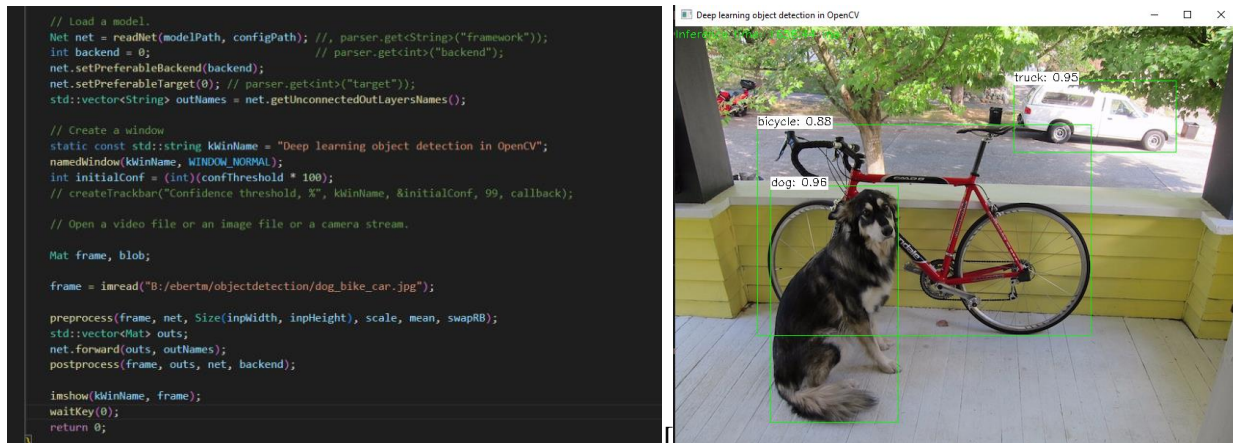 // Load a model.
Net net = readNet(modelPath, configPath); //, parser.get<String>("framework"));
int backend = 0; // parser.get<int>("backend");
net.setPreferableBackend(backend);
net.setPreferableTarget(0); // parser.get<int>("target"));
std::vector<String> outNames = net.getUnconnectedOutLayersNames();
// Create a window
static const std::string kWinName = "Deep learning object detection in OpenCV";
namedWindow(kWinName, WINDOW_NORMAL);
int initialConf = (int)(confThreshold * 100);
// createTrackbar("Confidence threshold, %", kWinName, &initialConf, 99, callback);
// Open a video file or an image file or a camera stream.
Mat frame, blob;
frame = imread("B:/ebertm/objectdetection/dog_bike_car.jpg");
preprocess(frame, net, Size(inpWidth, inpHeight), scale, mean, swapRB);
std::vector<Mat> outs;
net.forward(outs, outNames);
postprocess(frame, outs, net, backend);
imshow(kWinName, frame);
waitKey(0);
return 0;
}
[
Deep learning object detection in OpenCV
Inference
truck: 0.95
bicycle: 0.88
dog: 0.96